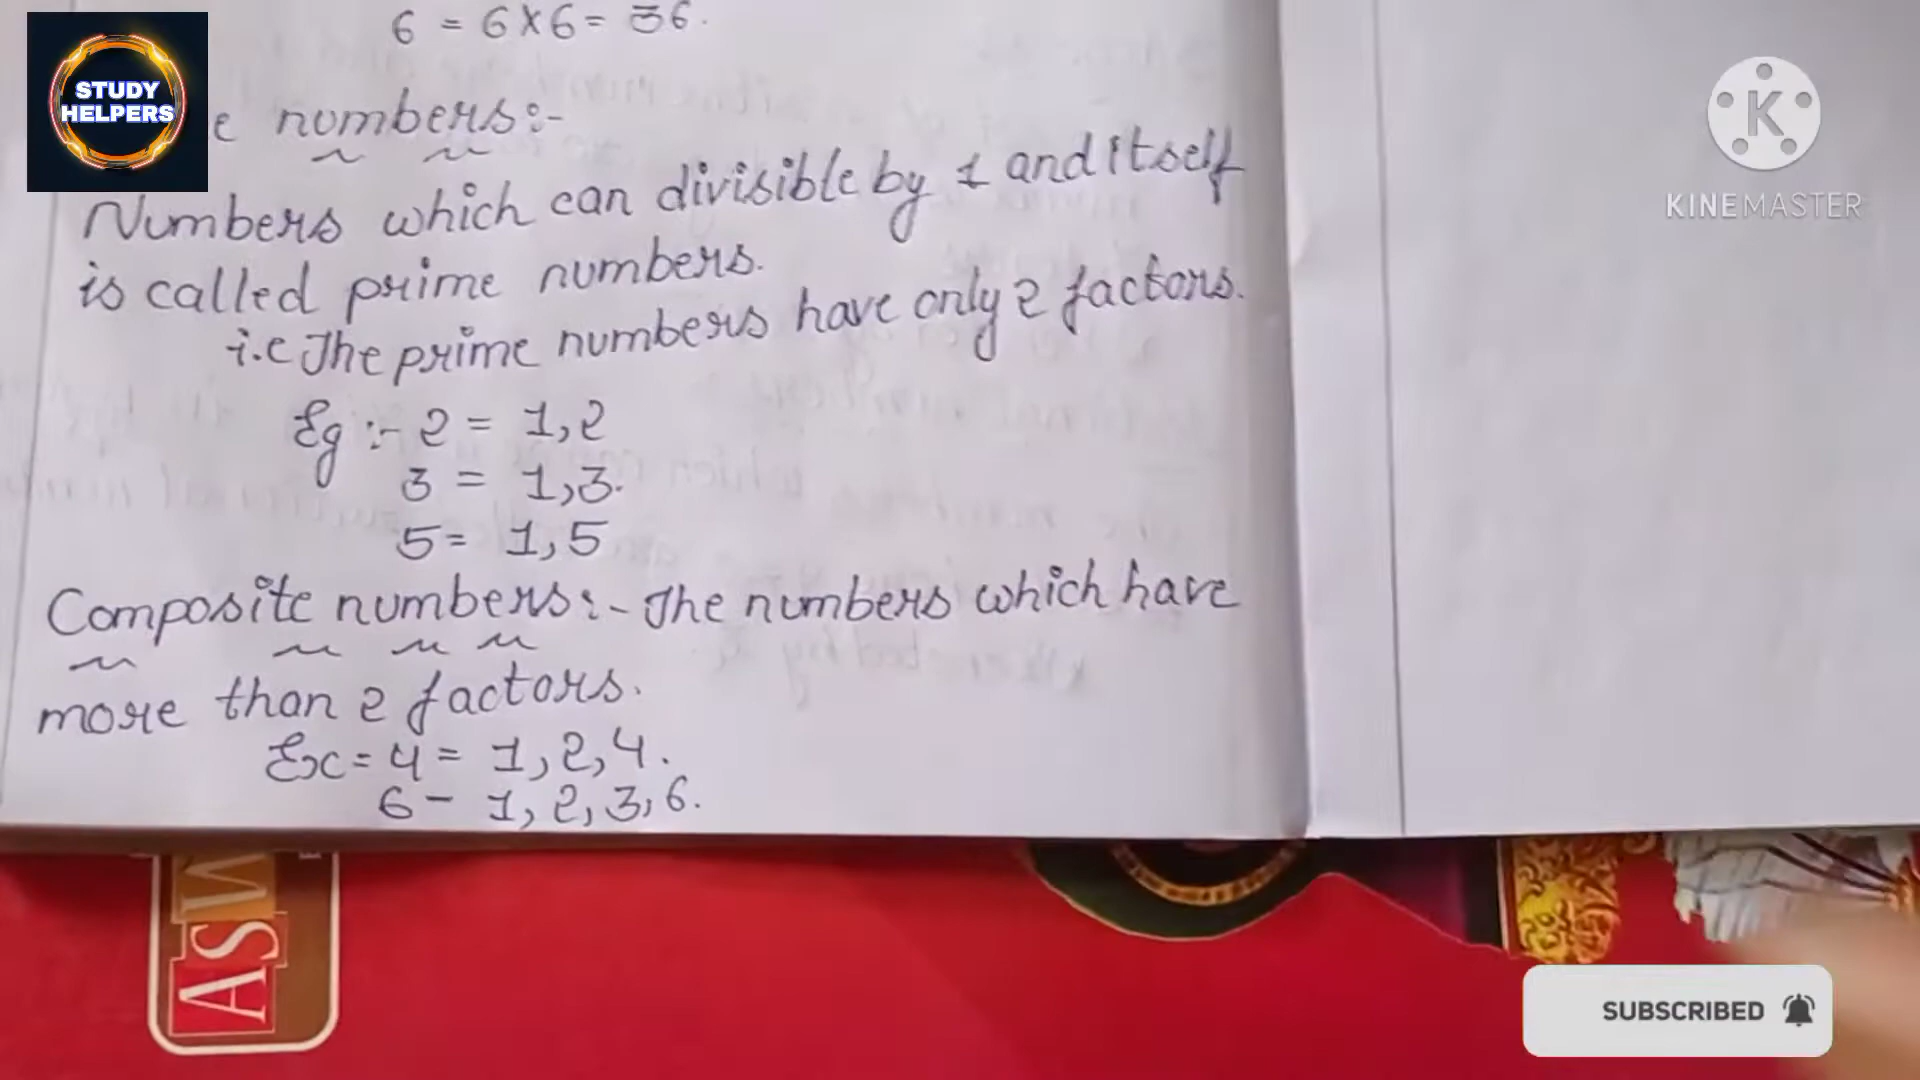 6 = 6×6= 36.
STUDY
HELPERS
e numbers:-
Numbers which can divisible by 1 and itself
is called prime numbers.
i.e The prime numbers have only 2 factors.
Eg :- 2 = 1,2
3 = 1,3.
5= 1,5
Composite numbers:- The numbers which have
more than 2 factors.
Ex= 4 = 1,2,4.
6 - 1, 2, 3, 6.
K
KINEMASTER
ASW
SUBSCRIBED